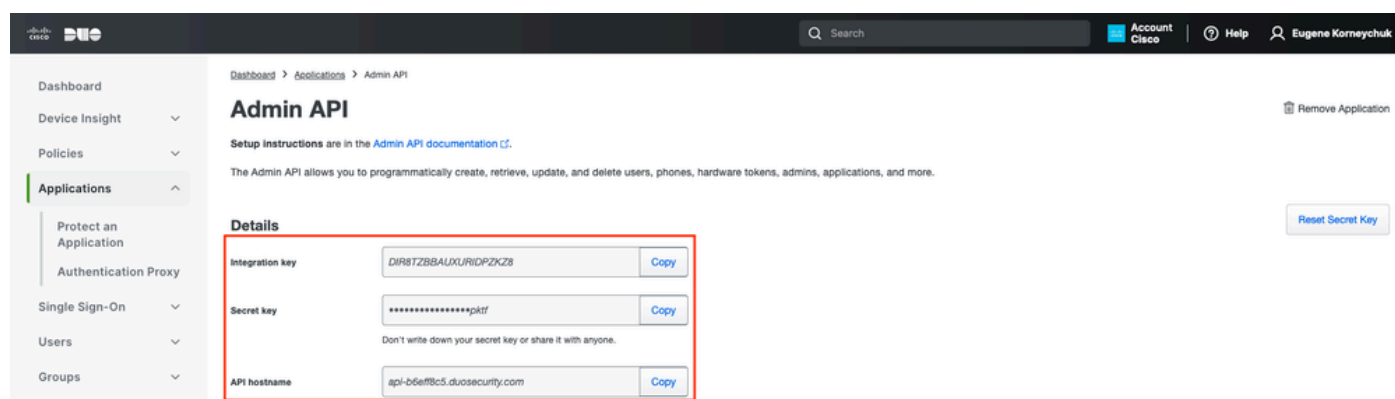 cisco DUO Search Account Cisco Help Eugene Korneychuk
Dashboard > Applications > Admin API
Dashboard
Admin API
Remove Application
Device Insight
Setup instructions are in the Admin API documentation.
Policies
The Admin API allows you to programmatically create, retrieve, update, and delete users, phones, hardware tokens, admins, applications, and more.
Applications
Reset Secret Key
Details
Protect an
Application
Integration key DIR8TZBBAUXURIDPZKZ8 Copy
Authentication Proxy
Single Sign-On
Secret key ••••••••••••••••pktf Copy
Don't write down your secret key or share it with anyone.
Users
Groups
API hostname api-b6eff8c5.duosecurity.com Copy